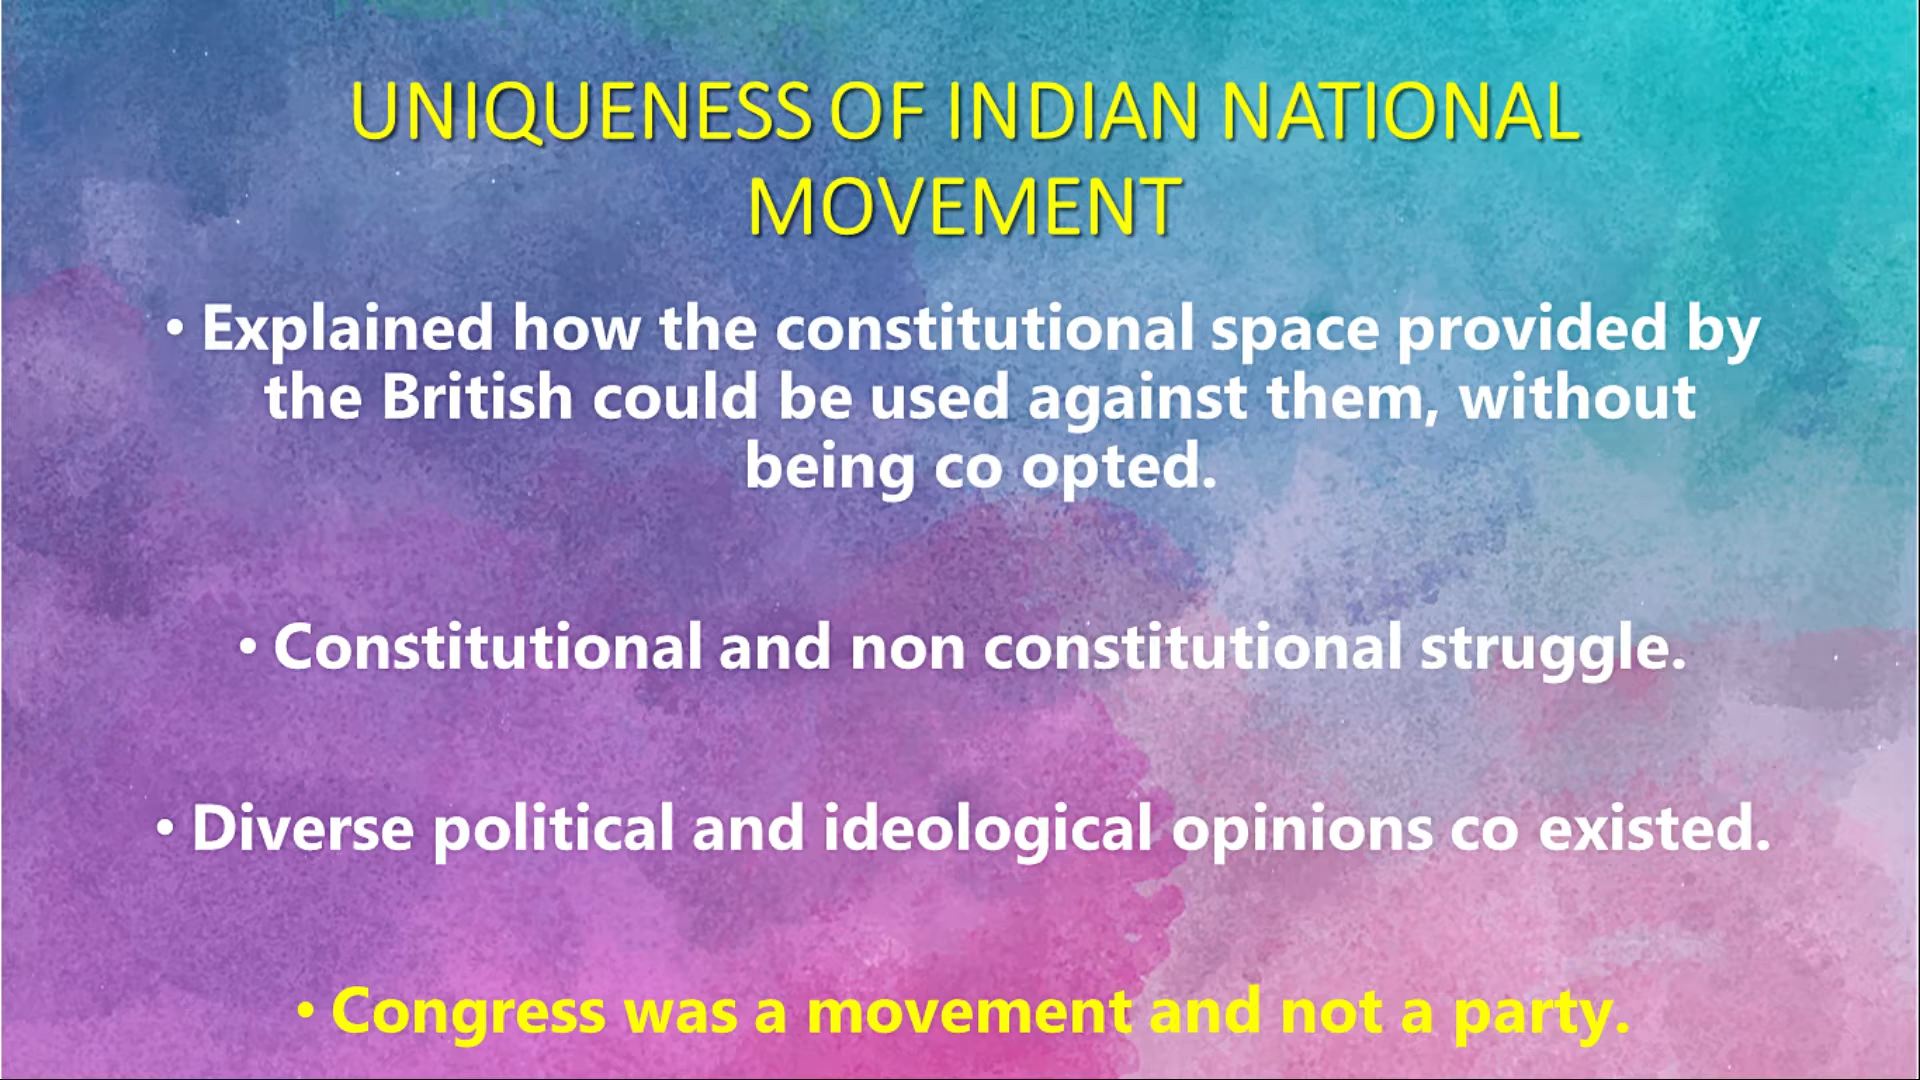 UNIQUENESS OF INDIAN NATIONAL
MOVEMENT
• Explained how the constitutional space provided by
the British could be used against them, without
being co opted.
• Constitutional and non constitutional struggle.
• Diverse political and ideological opinions co existed.
• Congress was a movement and not a party.